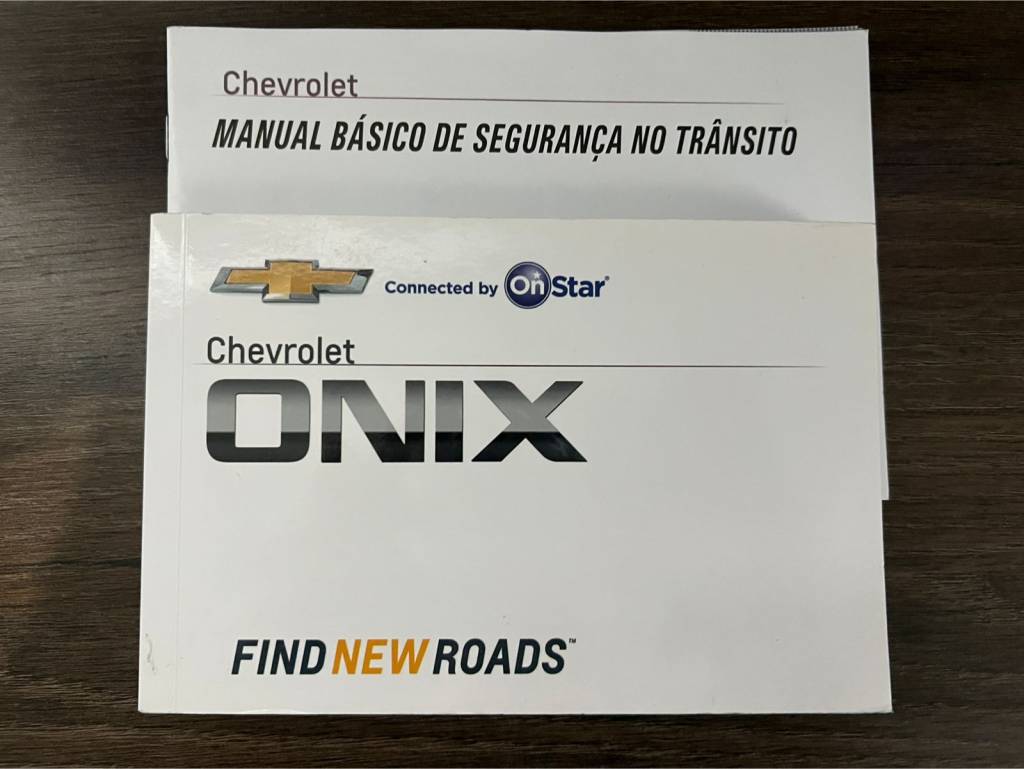 Chevrolet
MANUAL BÁSICO DE SEGURANÇA NO TRÂNSITO
Connected by OnStar®
Chevrolet
ONIX
FIND NEW ROADS™